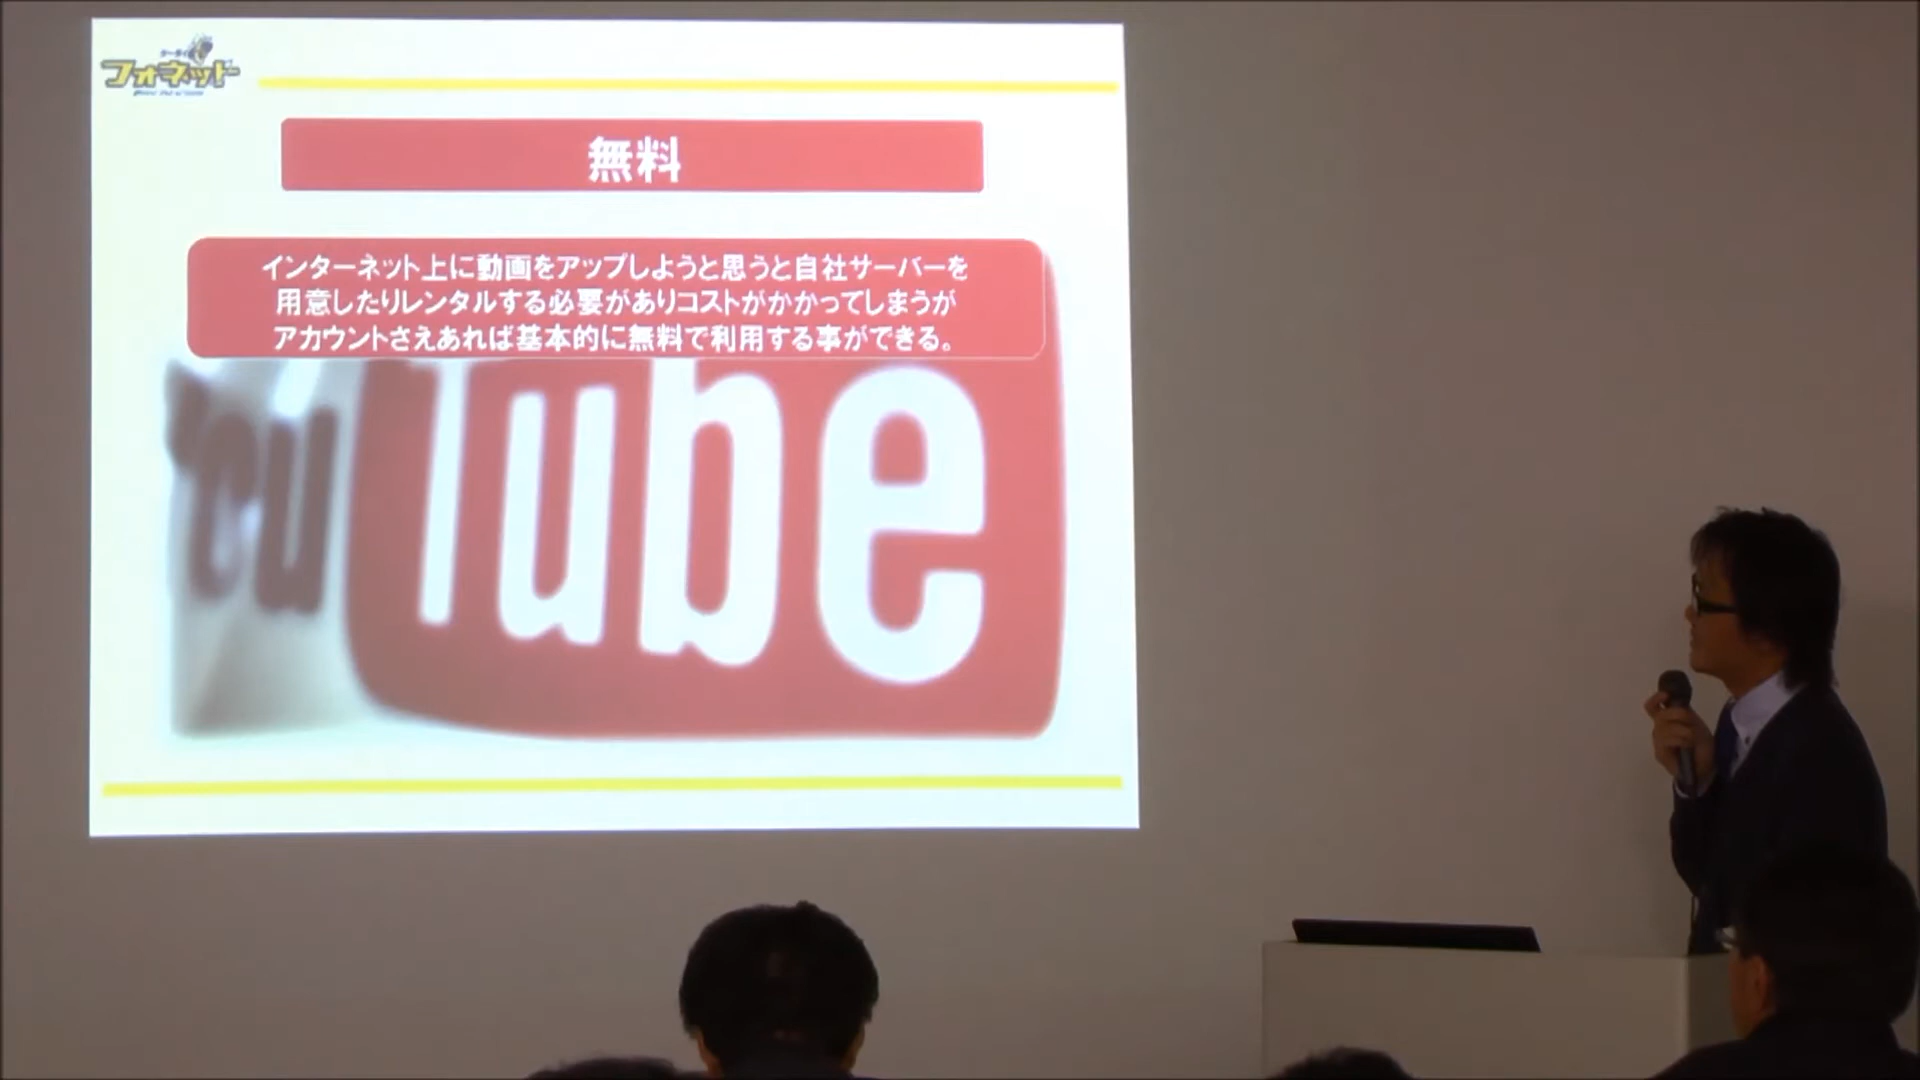 フォネット
無料
インターネット上に動画をアップしようと思うと自社サーバーを
用意したりレンタルする必要がありコストがかかってしまうが
アカウントさえあれば基本的に無料で利用する事ができる。
You Tube